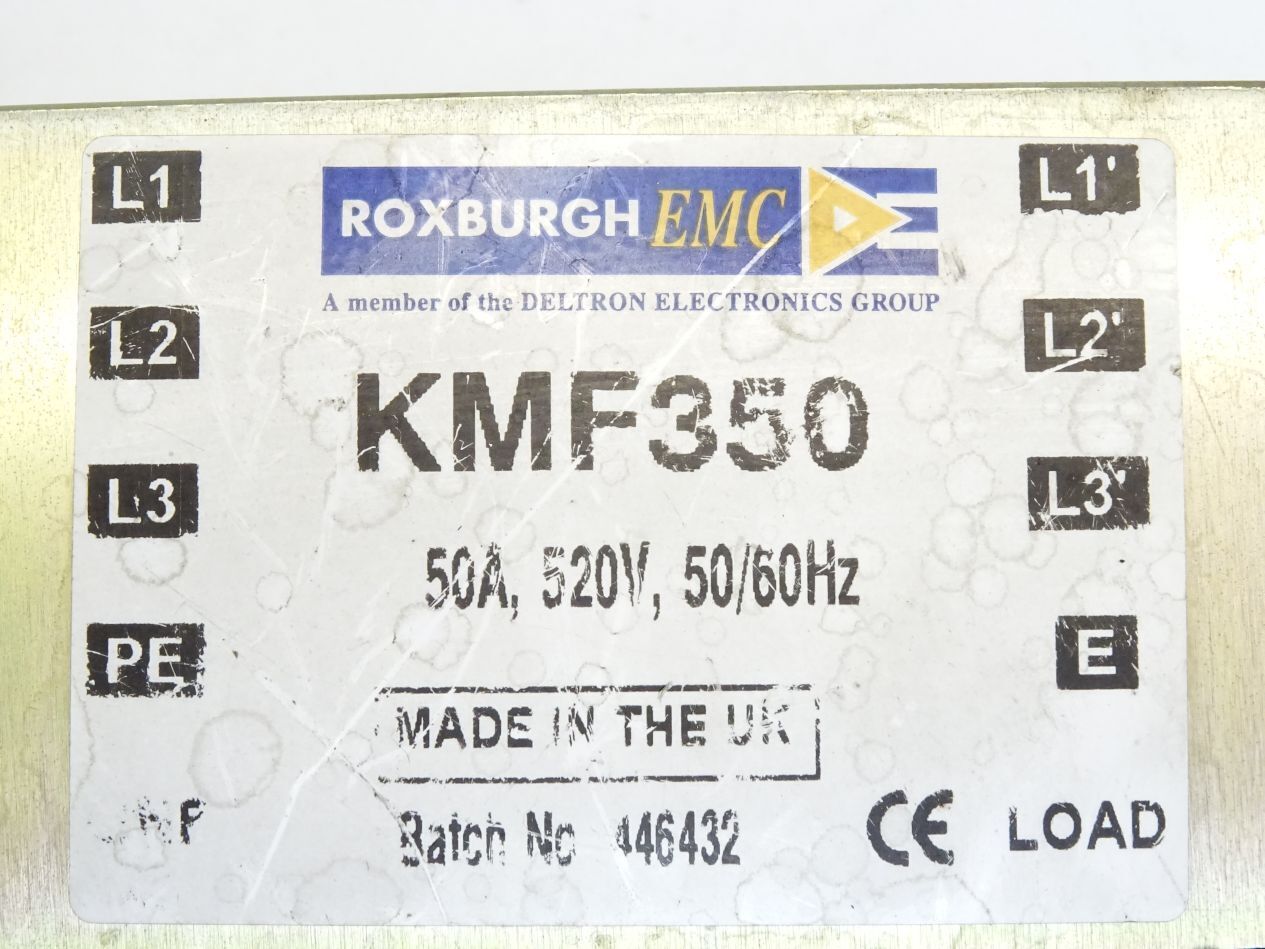 L1
ROXBURGH EMC
L1'
A member of the DELTRON ELECTRONICS GROUP
L2
L2'
KMF350
L3
L3'
50A, 520V, 50/60Hz
PE
E
MADE IN THE UK
Batch No 446432
CE
LOAD